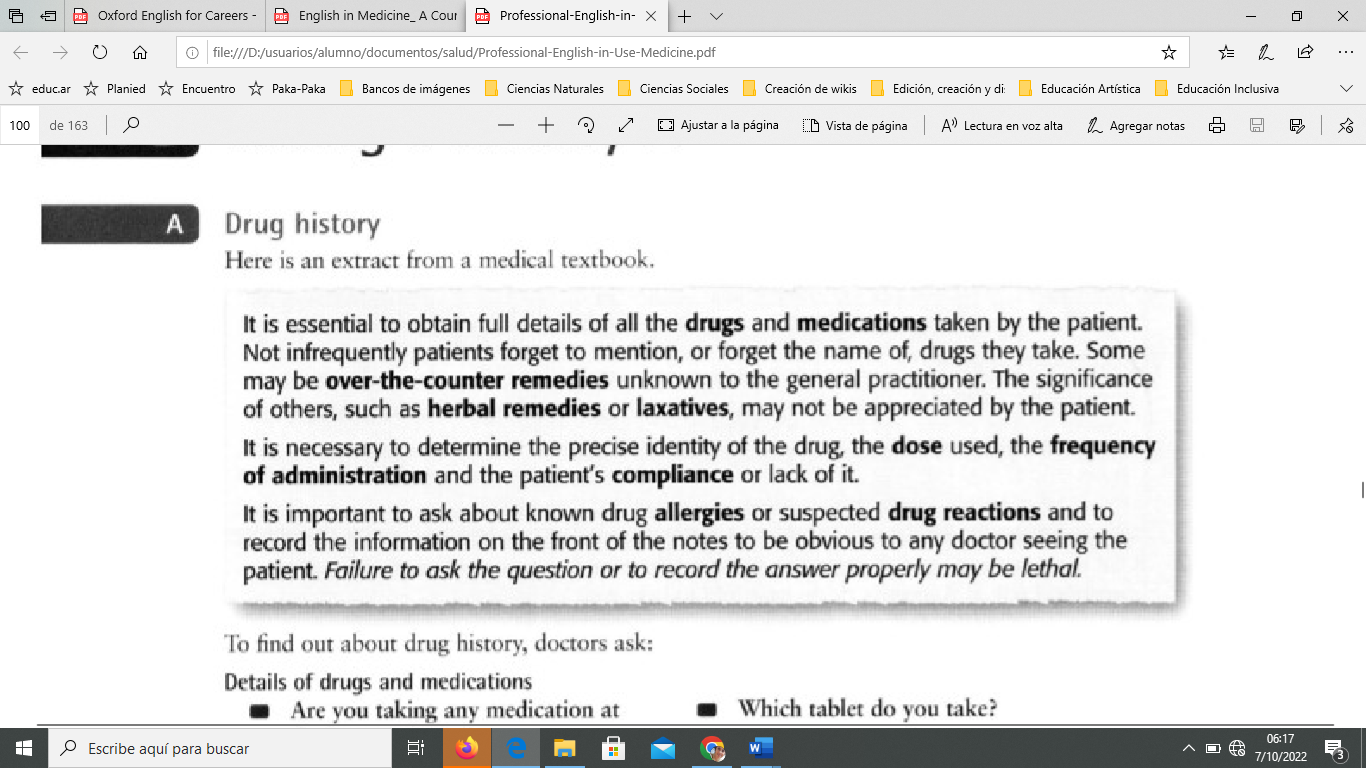 Oxford English for Careers -
English in Medicine_ A Cour
Professional-English-in-
file:///D:/usuarios/alumno/documentos/salud/Professional-English-in-Use-Medicine.pdf
educ.ar
Planied
Encuentro
Paka-Paka
Bancos de imágenes
Ciencias Naturales
Ciencias Sociales
Creación de wikis
Edición, creación y di
Educación Artística
Educación Inclusiva
100 de 163
Ajustar a la página
Vista de página
Lectura en voz alta
Agregar notas
A
Drug history
Here is an extract from a medical textbook.
It is essential to obtain full details of all the drugs and medications taken by the patient.
Not infrequently patients forget to mention, or forget the name of, drugs they take. Some
may be over-the-counter remedies unknown to the general practitioner. The significance
of others, such as herbal remedies or laxatives, may not be appreciated by the patient.
It is necessary to determine the precise identity of the drug, the dose used, the frequency
of administration and the patient's compliance or lack of it.
It is important to ask about known drug allergies or suspected drug reactions and to
record the information on the front of the notes to be obvious to any doctor seeing the
patient. Failure to ask the question or to record the answer properly may be lethal.
To find out about drug history, doctors ask:
Details of drugs and medications
Are you taking any medication at
Which tablet do you take?
Escribe aquí para buscar
06:17
7/10/2022
3